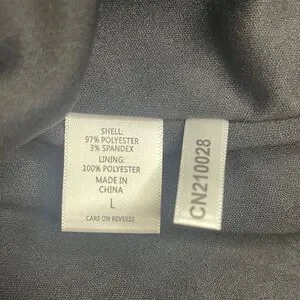 SHELL:
97% POLYESTER
3% SPANDEX
LINING:
100% POLYESTER
MADE IN
CHINA
L
CARE ON REVERSE
CN210028